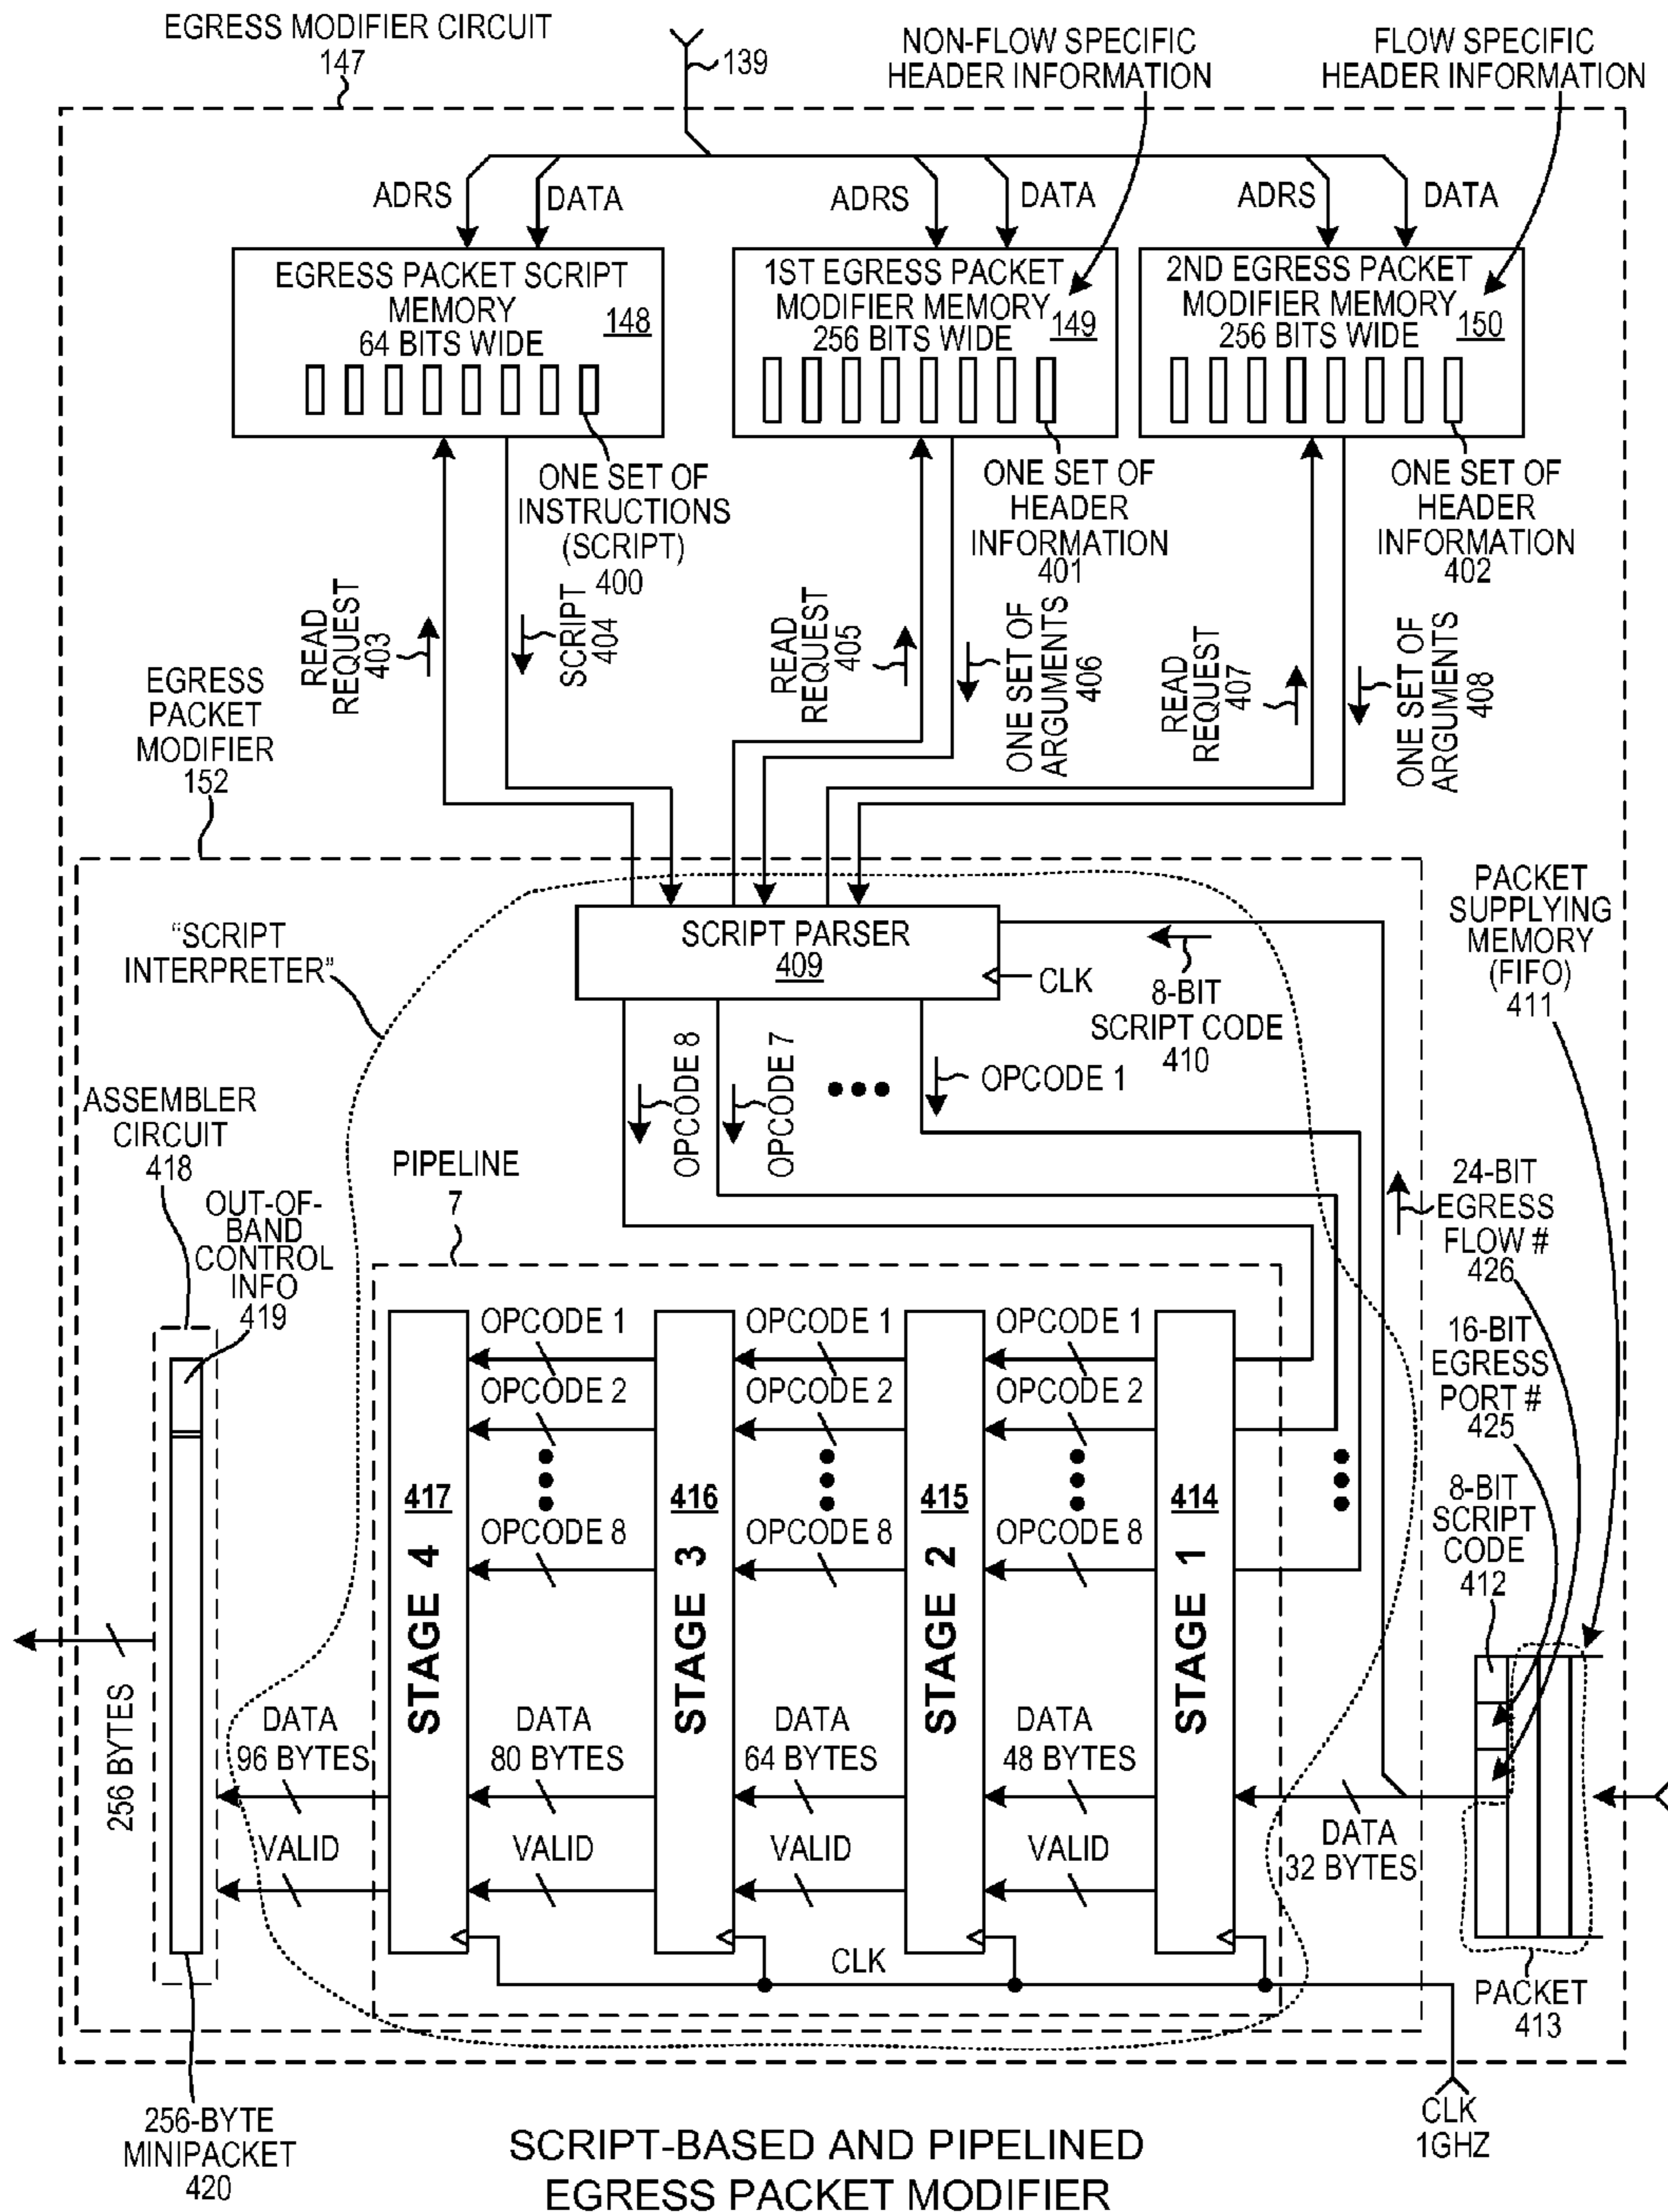 EGRESS MODIFIER CIRCUIT
147
139
NON-FLOW SPECIFIC
HEADER INFORMATION
FLOW SPECIFIC
HEADER INFORMATION
ADRS
DATA
ADRS
DATA
ADRS
DATA
EGRESS PACKET SCRIPT
MEMORY
64 BITS WIDE
148
1ST EGRESS PACKET
MODIFIER MEMORY
256 BITS WIDE
149
2ND EGRESS PACKET
MODIFIER MEMORY
256 BITS WIDE
150
ONE SET OF
INSTRUCTIONS
(SCRIPT)
400
ONE SET OF
HEADER
INFORMATION
401
ONE SET OF
HEADER
INFORMATION
402
READ
REQUEST
403
SCRIPT
404
READ
REQUEST
405
ONE SET OF
ARGUMENTS
406
READ
REQUEST
407
ONE SET OF
ARGUMENTS
408
EGRESS
PACKET
MODIFIER
152
"SCRIPT
INTERPRETER"
SCRIPT PARSER
409
CLK
8-BIT
SCRIPT CODE
410
PACKET
SUPPLYING
MEMORY
(FIFO)
411
OPCODE 8
OPCODE 7
OPCODE 1
ASSEMBLER
CIRCUIT
418
OUT-OF-
BAND
CONTROL
INFO
419
PIPELINE
7
24-BIT
EGRESS
FLOW #
426
16-BIT
EGRESS
PORT #
425
8-BIT
SCRIPT
CODE
412
OPCODE 1
OPCODE 1
OPCODE 1
OPCODE 2
OPCODE 2
OPCODE 2
417
416
415
414
OPCODE 8
OPCODE 8
OPCODE 8
STAGE 4
STAGE 3
STAGE 2
STAGE 1
256 BYTES
DATA
96 BYTES
DATA
80 BYTES
DATA
64 BYTES
DATA
48 BYTES
DATA
32 BYTES
VALID
VALID
VALID
VALID
CLK
PACKET
413
256-BYTE
MINIPACKET
420
CLK
1GHZ
SCRIPT-BASED AND PIPELINED
EGRESS PACKET MODIFIER